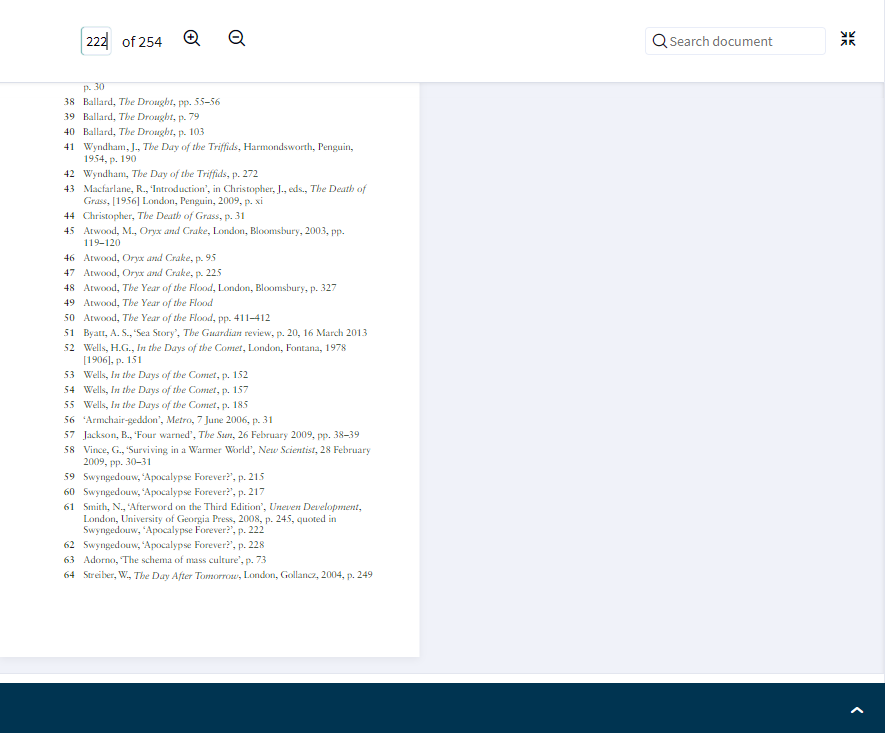 222 of 254
Search document
p. 30
38 Ballard, The Drought, pp. 55–56
39 Ballard, The Drought, p. 79
40 Ballard, The Drought, p. 103
41 Wyndham, J., The Day of the Triffids, Harmondsworth, Penguin,
1954, p. 190
42 Wyndham, The Day of the Triffids, p. 272
43 Macfarlane, R., ‘Introduction’, in Christopher, J., eds., The Death of
Grass, [1956] London, Penguin, 2009, p. xi
44 Christopher, The Death of Grass, p. 31
45 Atwood, M., Oryx and Crake, London, Bloomsbury, 2003, pp.
119–120
46 Atwood, Oryx and Crake, p. 95
47 Atwood, Oryx and Crake, p. 225
48 Atwood, The Year of the Flood, London, Bloomsbury, p. 327
49 Atwood, The Year of the Flood
50 Atwood, The Year of the Flood, pp. 411–412
51 Byatt, A. S., ‘Sea Story’, The Guardian review, p. 20, 16 March 2013
52 Wells, H.G., In the Days of the Comet, London, Fontana, 1978
[1906], p. 151
53 Wells, In the Days of the Comet, p. 152
54 Wells, In the Days of the Comet, p. 157
55 Wells, In the Days of the Comet, p. 185
56 ‘Armchair-geddon’, Metro, 7 June 2006, p. 31
57 Jackson, B., ‘Four warned’, The Sun, 26 February 2009, pp. 38–39
58 Vince, G., ‘Surviving in a Warmer World’, New Scientist, 28 February
2009, pp. 30–31
59 Swyngedouw, ‘Apocalypse Forever?’, p. 215
60 Swyngedouw, ‘Apocalypse Forever?’, p. 217
61 Smith, N., ‘Afterword on the Third Edition’, Uneven Development,
London, University of Georgia Press, 2008, p. 245, quoted in
Swyngedouw, ‘Apocalypse Forever?’, p. 222
62 Swyngedouw, ‘Apocalypse Forever?’, p. 228
63 Adorno, ‘The schema of mass culture’, p. 73
64 Streiber, W., The Day After Tomorrow, London, Gollancz, 2004, p. 249